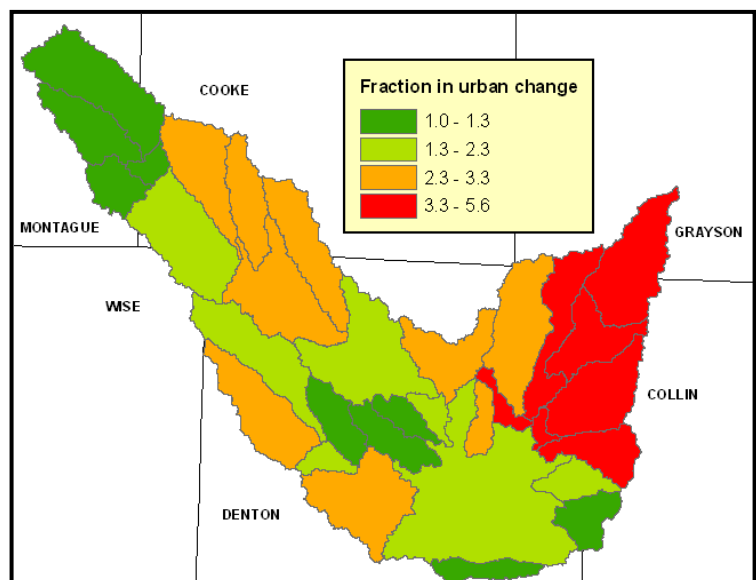 COOKE
Fraction in urban change
1.0 - 1.3
1.3 - 2.3
2.3 - 3.3
3.3 - 5.6
MONTAGUE
GRAYSON
WISE
COLLIN
DENTON